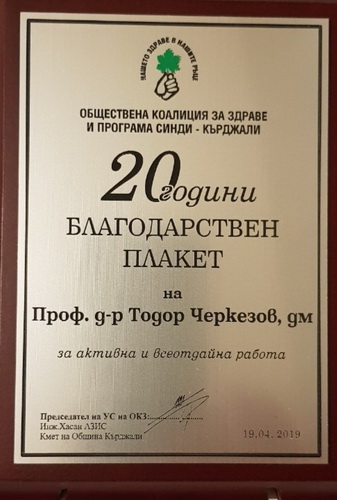 НАШЕТО ЗДРАВЕ В НАШИТЕ РЪЦЕ
ОБЩЕСТВЕНА КОАЛИЦИЯ ЗА ЗДРАВЕ
И ПРОГРАМА СИНДИ - КЪРДЖАЛИ
20 години
БЛАГОДАРСТВЕН
ПЛАКЕТ
на
Проф. д-р Тодор Черкезов, дм
за активна и всеотдайна работа
Председател на УС на ОКЗ:
Инж.Хасан АЗИС
Кмет на Община Кърджали
19.04.2019